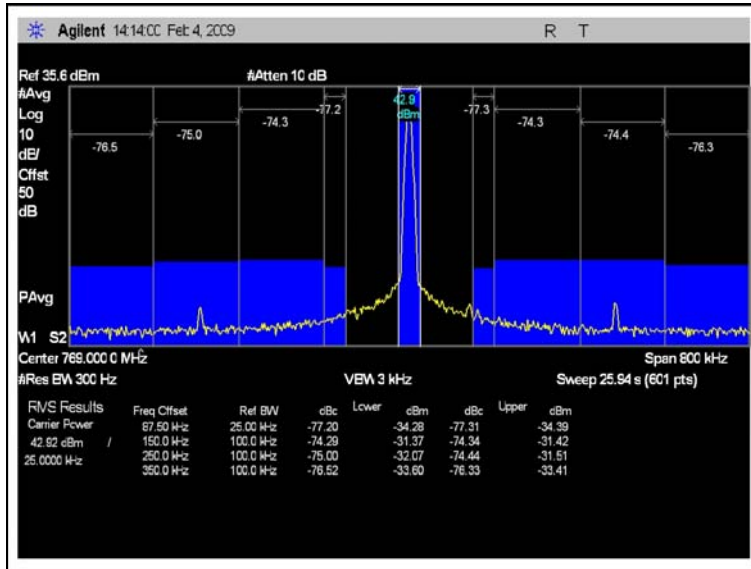 Agilent 14:14:00 Feb 4, 2009 R T
Ref 35.6 dBm #Atten 10 dB
#Avg
Log
10
dB/
Offst
50
dB
PAvg
W1 S2
42.9
dBm
-76.5 -75.0 -74.3 -77.2 -77.3 -74.3 -74.4 -76.3
Center 769.000 0 MHz Span 800 kHz
#Res BW 300 Hz VBW 3 kHz Sweep 25.94 s (601 pts)
RMS Results Freq Offset Ref BW dBc Lower dBm dBc Upper dBm
Carrier Power 87.50 kHz 25.00 kHz -77.20 -34.28 -77.31 -34.39
42.92 dBm / 150.0 kHz 100.0 kHz -74.29 -31.37 -74.34 -31.42
25.0000 kHz 250.0 kHz 100.0 kHz -75.00 -32.07 -74.44 -31.51
350.0 kHz 100.0 kHz -76.52 -33.60 -76.33 -33.41